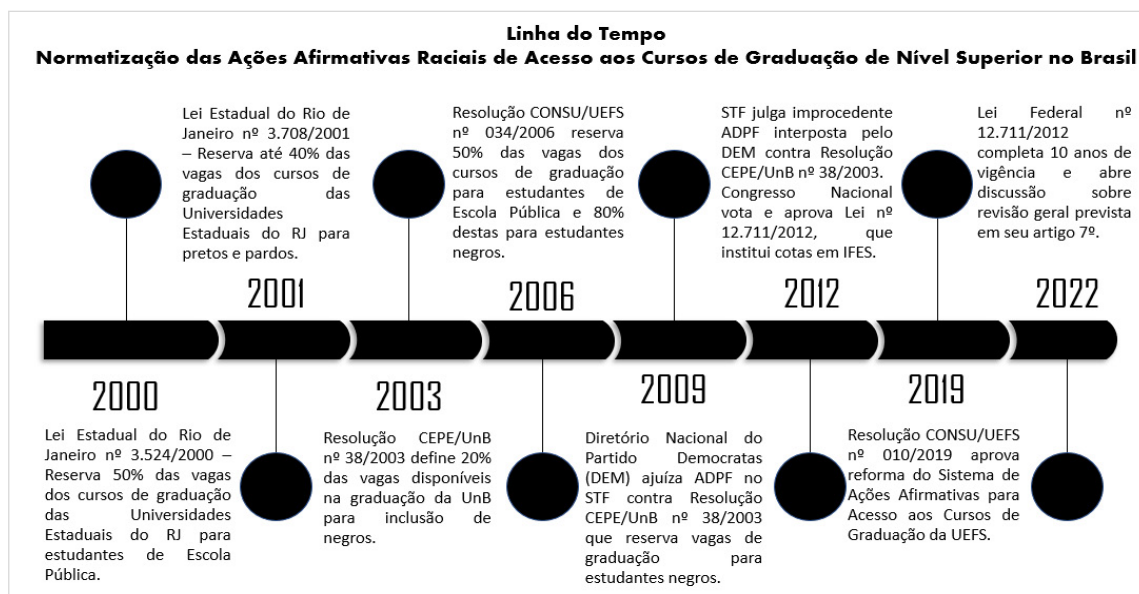 Linha do Tempo
Normatização das Ações Afirmativas Raciais de Acesso aos Cursos de Graduação de Nível Superior no Brasil
2000
Lei Estadual do Rio de
Janeiro nº 3.524/2000 –
Reserva 50% das vagas
dos cursos de graduação
das Universidades
Estaduais do RJ para
estudantes de Escola
Pública.
Lei Estadual do Rio de
Janeiro nº 3.708/2001
– Reserva até 40% das
vagas dos cursos de
graduação das
Universidades
Estaduais do RJ para
pretos e pardos.
2001
2003
Resolução CEPE/UnB
nº 38/2003 define 20%
das vagas disponíveis
na graduação da UnB
para inclusão de
negros.
Resolução CONSU/UEFS
nº 034/2006 reserva
50% das vagas dos
cursos de graduação
para estudantes de
Escola Pública e 80%
destas para estudantes
negros.
2006
2009
Diretório Nacional do
Partido Democratas
(DEM) ajuíza ADPF no
STF contra Resolução
CEPE/UnB nº 38/2003
que reserva vagas de
graduação para
estudantes negros.
STF julga improcedente
ADPF interposta pelo
DEM contra Resolução
CEPE/UnB nº 38/2003.
Congresso Nacional
vota e aprova Lei nº
12.711/2012, que
institui cotas em IFES.
2012
2019
Resolução CONSU/UEFS
nº 010/2019 aprova
reforma do Sistema de
Ações Afirmativas para
Acesso aos Cursos de
Graduação da UEFS.
Lei Federal nº
12.711/2012
completa 10 anos de
vigência e abre
discussão sobre
revisão geral prevista
em seu artigo 7º.
2022